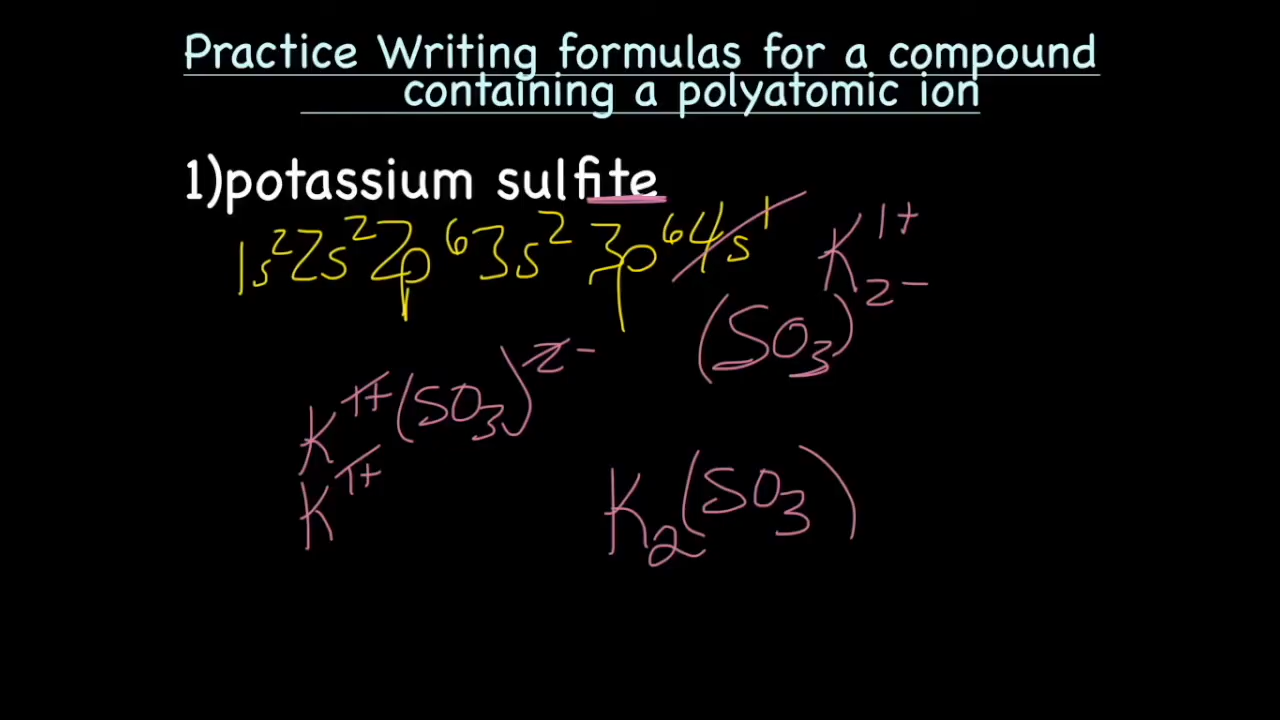 Practice Writing formulas for a compound
containing a polyatomic ion
1)potassium sulfite
1s²2s²2p⁶3s²3p⁶4s¹
K¹⁺
(SO₃)²⁻
K¹⁺(SO₃)²⁻
K¹⁺
K₂(SO₃)